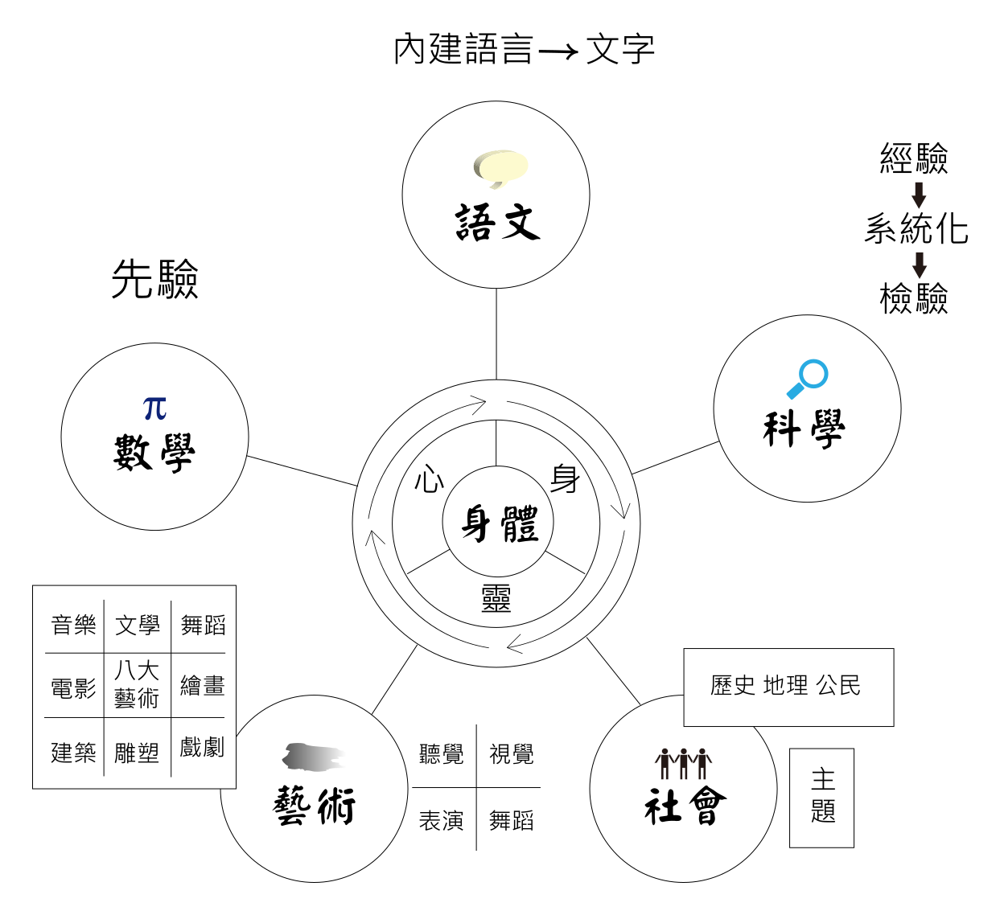 內建語言→文字
語文
經驗
系統化
檢驗
先驗
π
數學
科學
心
身
身體
靈
音樂
文學
舞蹈
電影
八大
藝術
繪畫
建築
雕塑
戲劇
藝術
聽覺
視覺
表演
舞蹈
歷史 地理 公民
社會
主
題